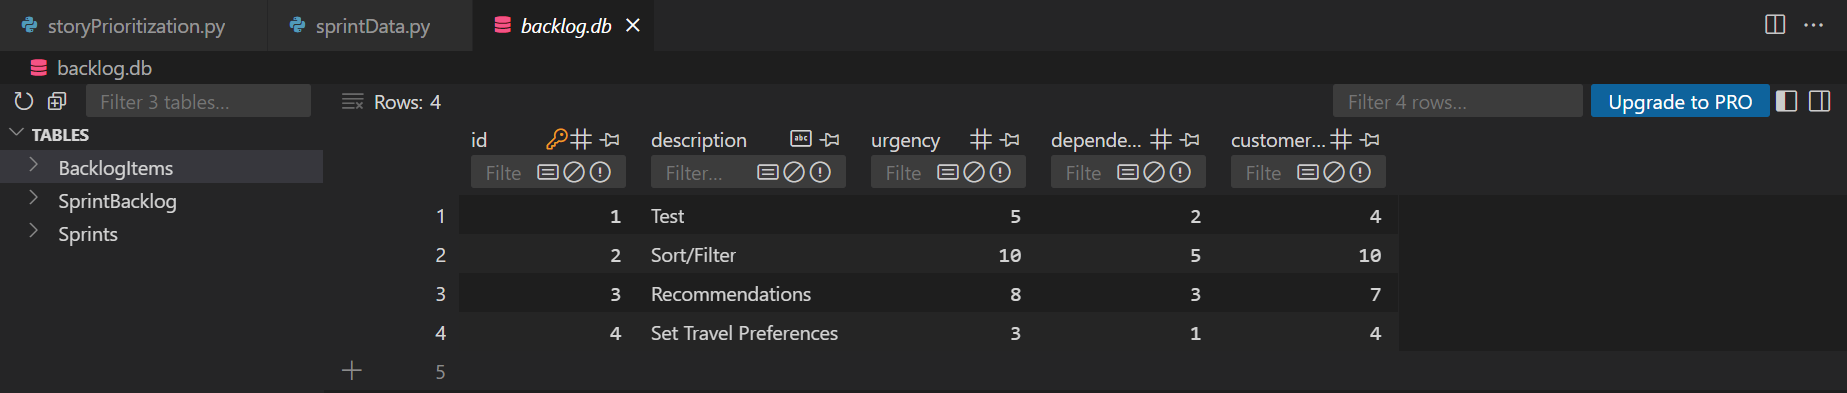 storyPrioritization.py sprintData.py backlog.db
backlog.db
Filter 3 tables... Rows: 4 Filter 4 rows... Upgrade to PRO
TABLES
BacklogItems
SprintBacklog
Sprints
id description urgency depende... customer...
Filte Filter... Filte Filte Filte
1 1 Test 5 2 4
2 2 Sort/Filter 10 5 10
3 3 Recommendations 8 3 7
4 4 Set Travel Preferences 3 1 4
5